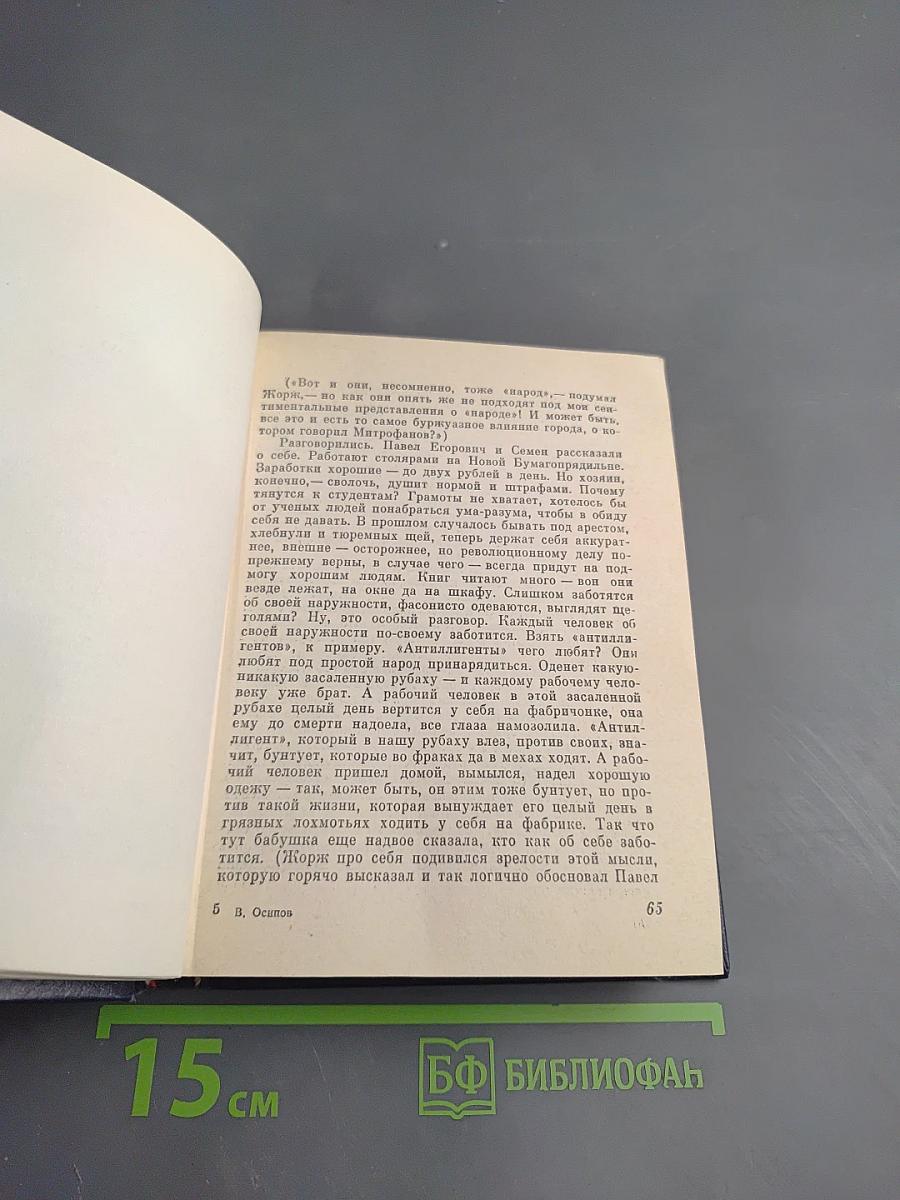 («Вот и они, несомненно, тоже «народ»,— подумал
Жорж,— но как они опять же не подходят под мои сен-
тиментальные представления о «народе»! И может быть,
все это и есть то самое буржуазное влияние города, о ко-
тором говорил Митрофанов?»)
Разговорились. Павел Егорович и Семен рассказали
о себе. Работают столярами на Новой Бумагопрядильне.
Заработки хорошие — до двух рублей в день. Но хозяин,
конечно,— сволочь, душит нормой и штрафами. Почему
тянутся к студентам? Грамоты не хватает, хотелось бы
от ученых людей понабраться ума-разума, чтобы в обиду
себя не давать. В прошлом случалось бывать под арестом,
хлебнули и тюремных щей, теперь держат себя аккурат-
нее, внешне — осторожнее, но революционному делу по-
прежнему верны, в случае чего — всегда придут на под-
могу хорошим людям. Книг читают много — вон они
везде лежат, на окне да на шкафу. Слишком заботятся
об своей наружности, фасонисто одеваются, выглядят ще-
голями? Ну, это особый разговор. Каждый человек об
своей наружности по-своему заботится. Взять «антилли-
гентов», к примеру. «Антиллигенты» чего любят? Они
любят под простой народ принарядиться. Оденет какую-
никакую засаленную рубаху — и каждому рабочему чело-
веку уже брат. А рабочий человек в этой засаленной
рубахе целый день вертится у себя на фабричонке, она
ему до смерти надоела, все глаза намозолила. «Антил-
лигент», который в нашу рубаху влез, против своих, зна-
чит, бунтует, которые во фраках да в мехах ходят. А рабо-
чий человек пришел домой, вымылся, надел хорошую
одежу — так, может быть, он этим тоже бунтует, но про-
тив такой жизни, которая вынуждает его целый день в
грязных лохмотьях ходить у себя на фабрике. Так что
тут бабушка еще надвое сказала, кто как об себе забо-
тится. (Жорж про себя подивился зрелости этой мысли,
которую горячо высказал и так логично обосновал Павел
5 В. Осипов 65
15 см БФ БИБЛИОФАН